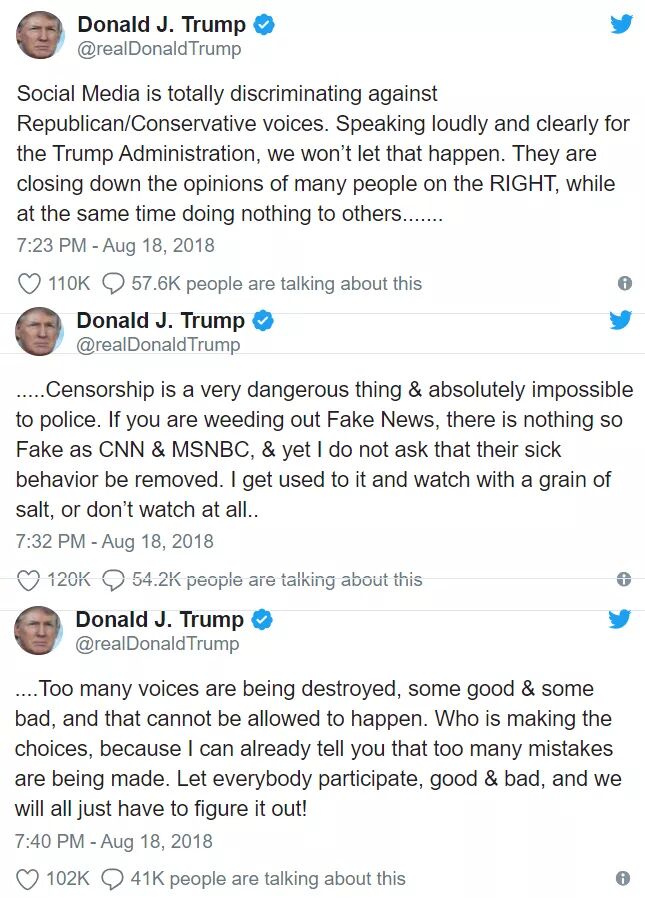 Donald J. Trump
@realDonaldTrump
Social Media is totally discriminating against
Republican/Conservative voices. Speaking loudly and clearly for
the Trump Administration, we won’t let that happen. They are
closing down the opinions of many people on the RIGHT, while
at the same time doing nothing to others.......
7:23 PM - Aug 18, 2018
110K 57.6K people are talking about this
Donald J. Trump
@realDonaldTrump
.....Censorship is a very dangerous thing & absolutely impossible
to police. If you are weeding out Fake News, there is nothing so
Fake as CNN & MSNBC, & yet I do not ask that their sick
behavior be removed. I get used to it and watch with a grain of
salt, or don’t watch at all..
7:32 PM - Aug 18, 2018
120K 54.2K people are talking about this
Donald J. Trump
@realDonaldTrump
....Too many voices are being destroyed, some good & some
bad, and that cannot be allowed to happen. Who is making the
choices, because I can already tell you that too many mistakes
are being made. Let everybody participate, good & bad, and we
will all just have to figure it out!
7:40 PM - Aug 18, 2018
102K 41K people are talking about this